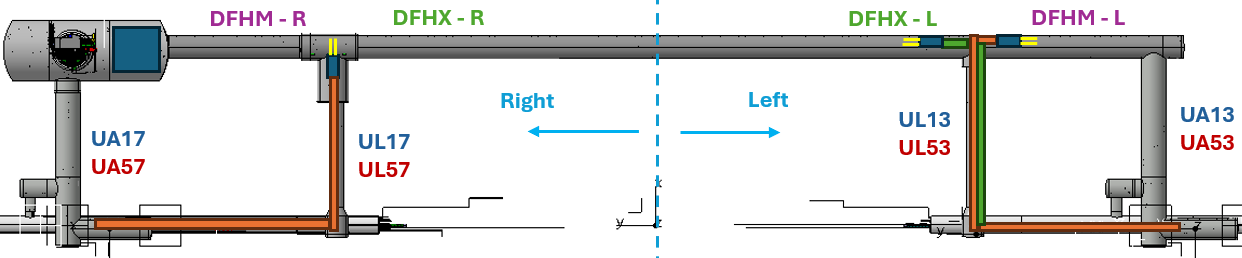 DFHM - R
DFHX - R
DFHX - L
DFHM - L
Right
Left
UA17
UA57
UL17
UL57
UL13
UL53
UA13
UA53
y
y
z